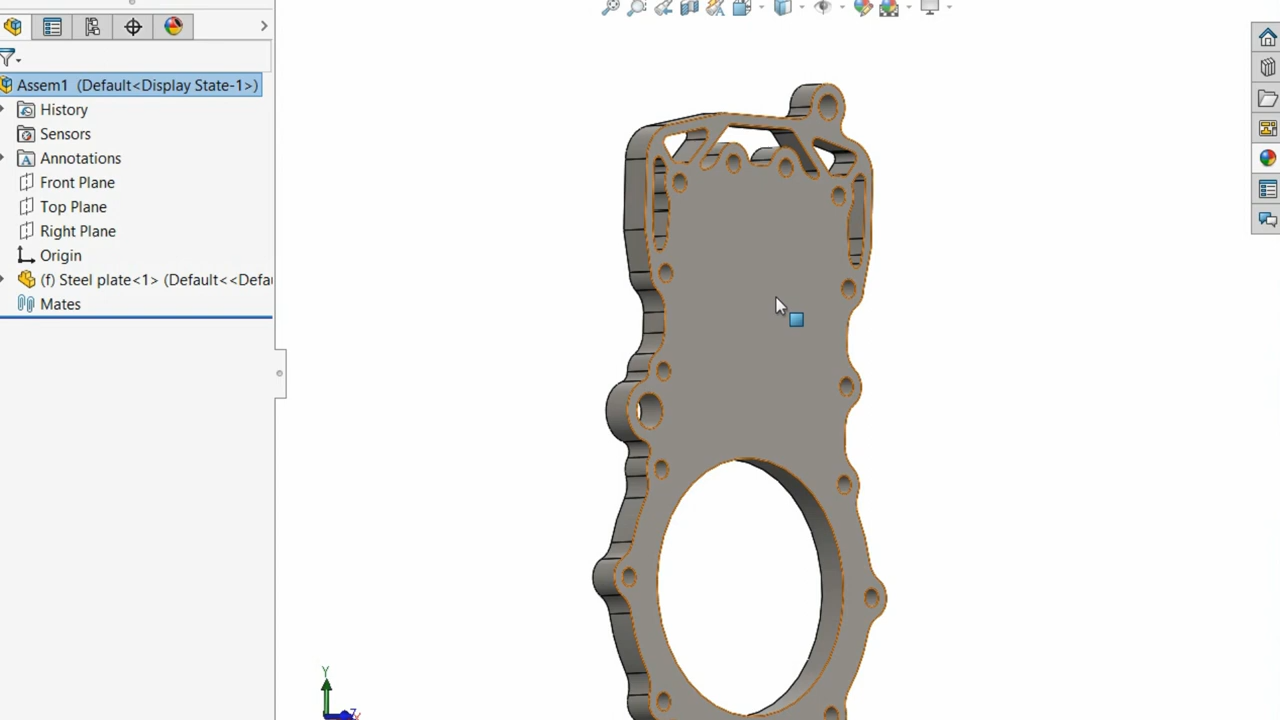 Assem1 (Default<Display State-1>)
History
Sensors
A Annotations
Front Plane
Top Plane
Right Plane
Origin
(f) Steel plate<1> (Default<<Defau
Mates
Y
Z